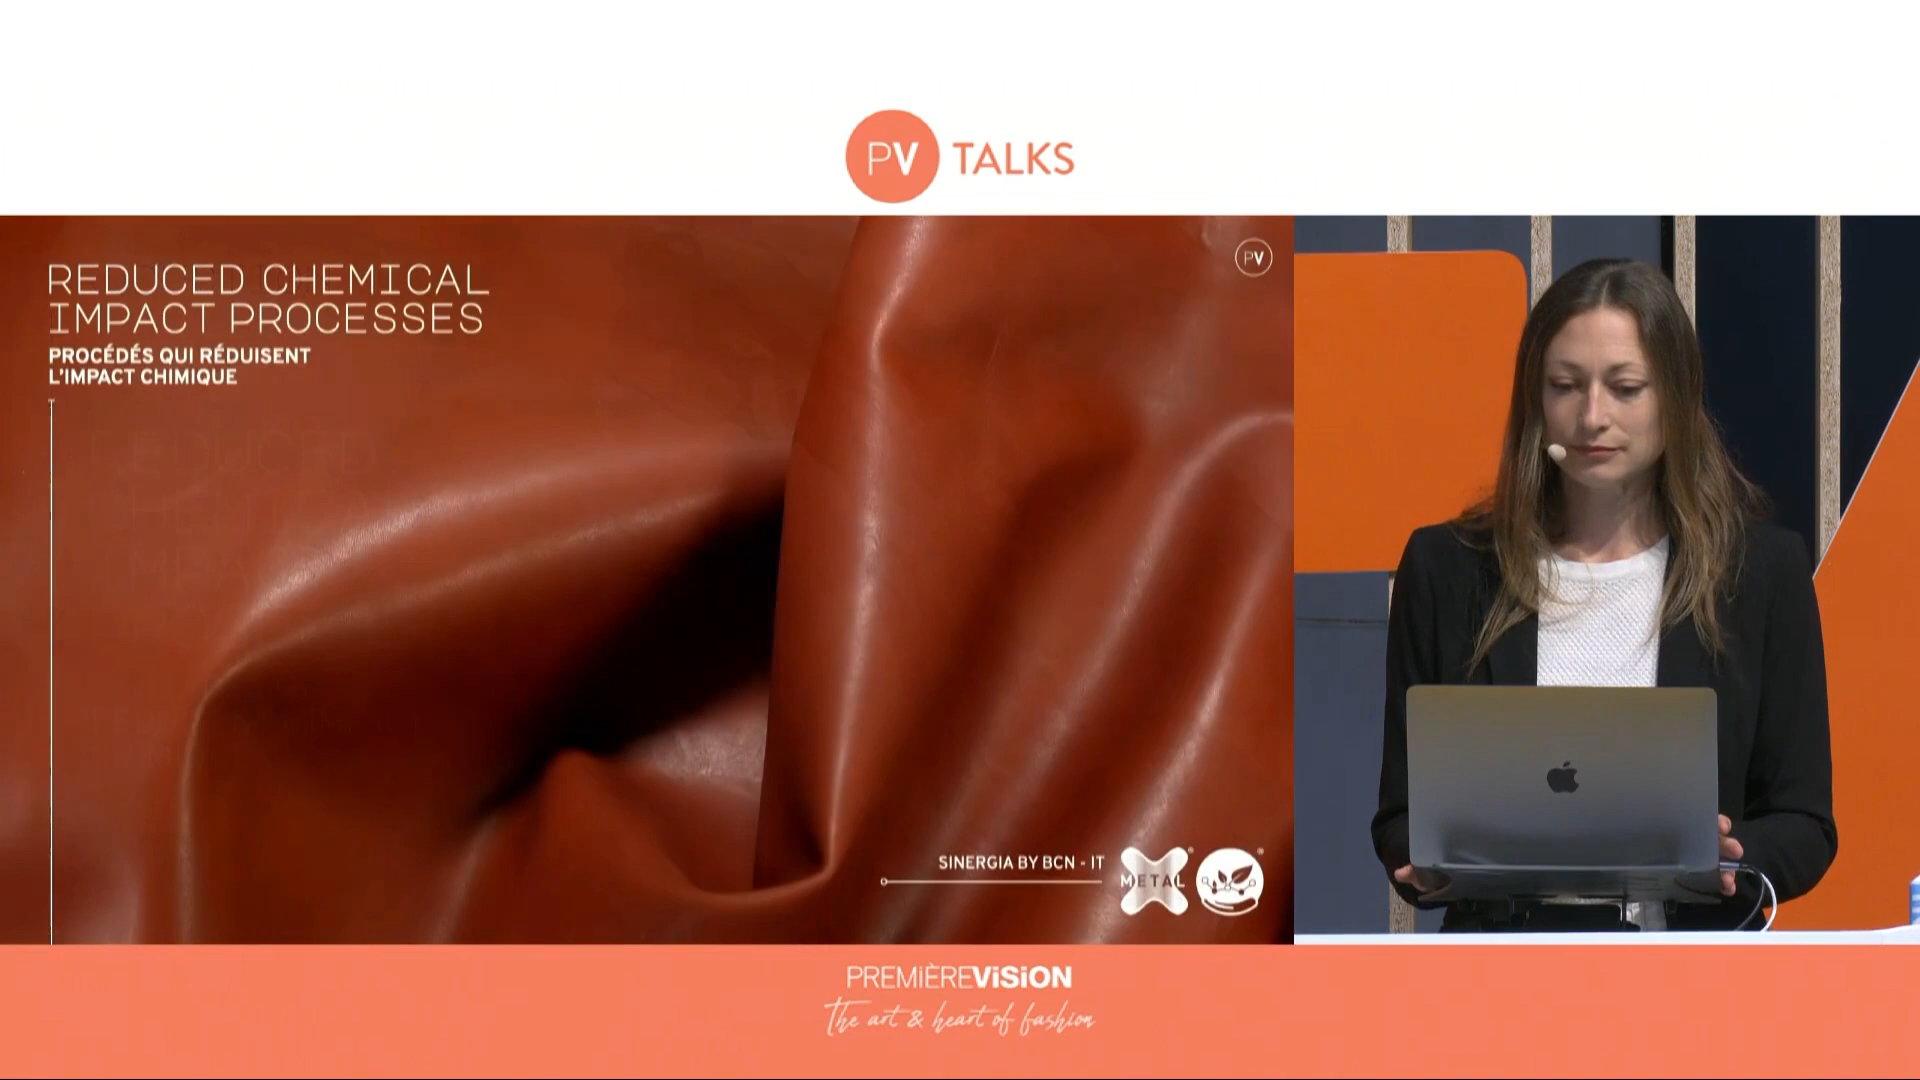 PV TALKS
REDUCED CHEMICAL
IMPACT PROCESSES
PROCÉDÉS QUI RÉDUISENT
L'IMPACT CHIMIQUE
PV
SINERGIA BY BCN - IT
METAL
PREMIÈREVISION
The art & heart of fashion